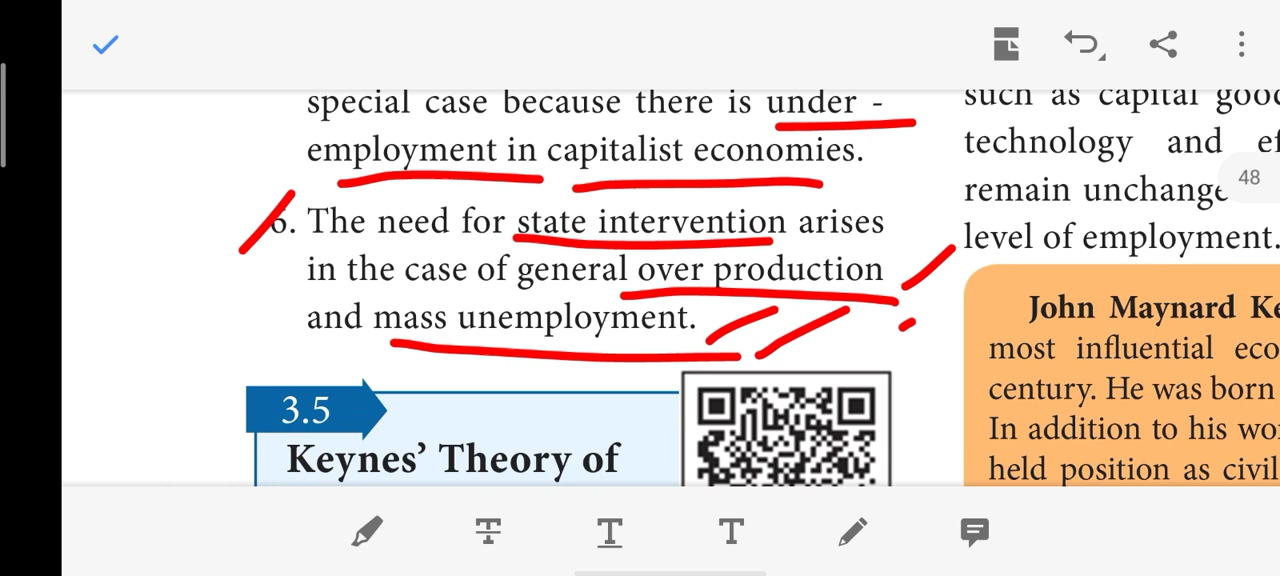 special case because there is under -
employment in capitalist economies.
6. The need for state intervention arises
in the case of general over production
and mass unemployment.
3.5
Keynes' Theory of
such as capital
technology and
remain
level of employment.
48
John Maynard
most influential
century. He was born
In addition to his
held position as civil